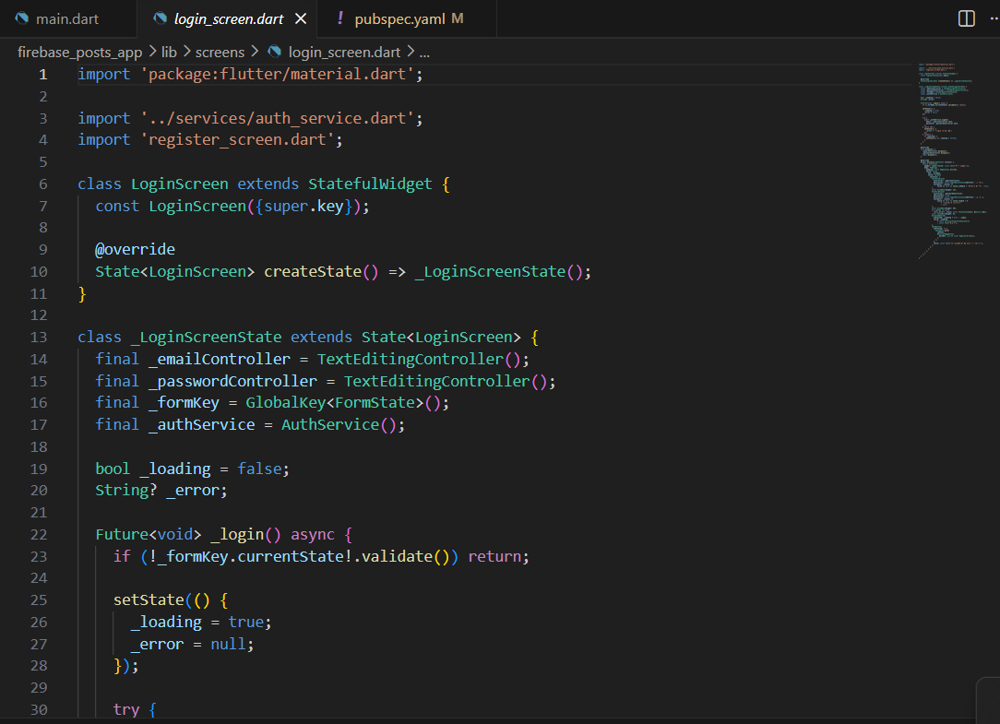 main.dart
login_screen.dart
! pubspec.yaml M
firebase_posts_app > lib > screens > login_screen.dart > ...
1 import 'package:flutter/material.dart';
2
3 import '../services/auth_service.dart';
4 import 'register_screen.dart';
5
6 class LoginScreen extends StatefulWidget {
7 const LoginScreen({super.key});
8
9 @override
10 State<LoginScreen> createState() => _LoginScreenState();
11 }
12
13 class _LoginScreenState extends State<LoginScreen> {
14 final _emailController = TextEditingController();
15 final _passwordController = TextEditingController();
16 final _formKey = GlobalKey<FormState>();
17 final _authService = AuthService();
18
19 bool _loading = false;
20 String? _error;
21
22 Future<void> _login() async {
23 if (!_formKey.currentState!.validate()) return;
24
25 setState(() {
26 _loading = true;
27 _error = null;
28 });
29
30 try {